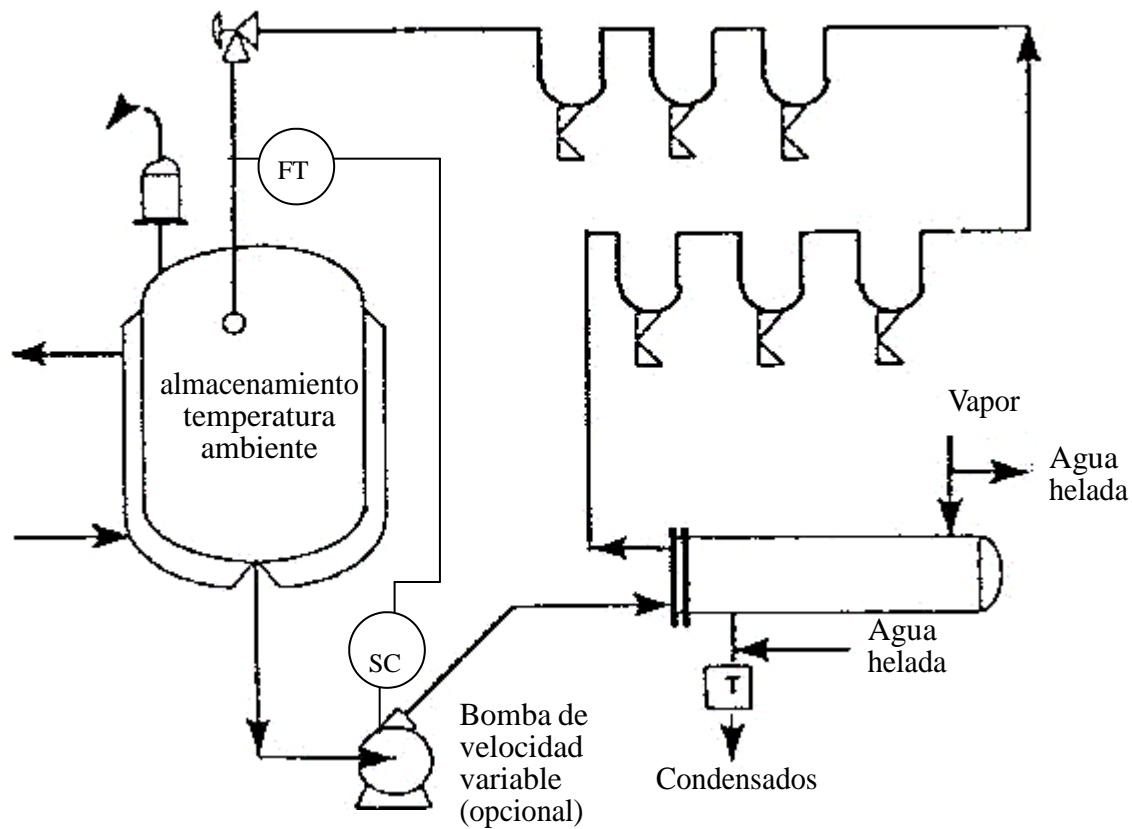 FT
almacenamiento
temperatura
ambiente
Vapor
Agua
helada
Agua
helada
SC
T
Bomba de
velocidad
variable
(opcional)
Condensados